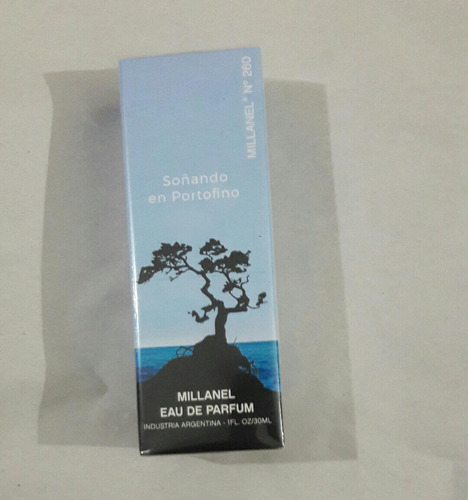 MILLANEL® Nº 260
Soñando
en Portofino
MILLANEL
EAU DE PARFUM
INDUSTRIA ARGENTINA - 1FL. OZ/30ML